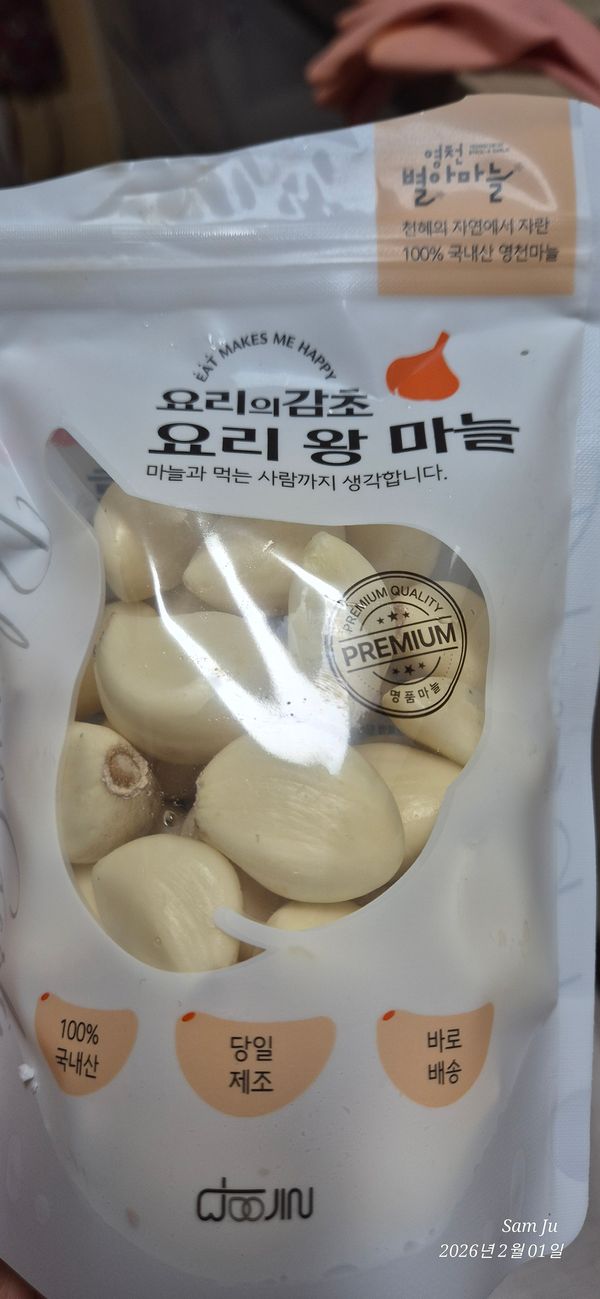 영천
별아마늘
천혜의 자연에서 자란
100% 국내산 영천마늘
EAT MAKES ME HAPPY
요리의감초
요리 왕 마늘
마늘과 먹는 사람까지 생각합니다.
PREMIUM QUALITY
PREMIUM
명품마늘
100%
국내산
당일
제조
바로
배송
DOOJIN
Sam Ju
2026년 2월 01일